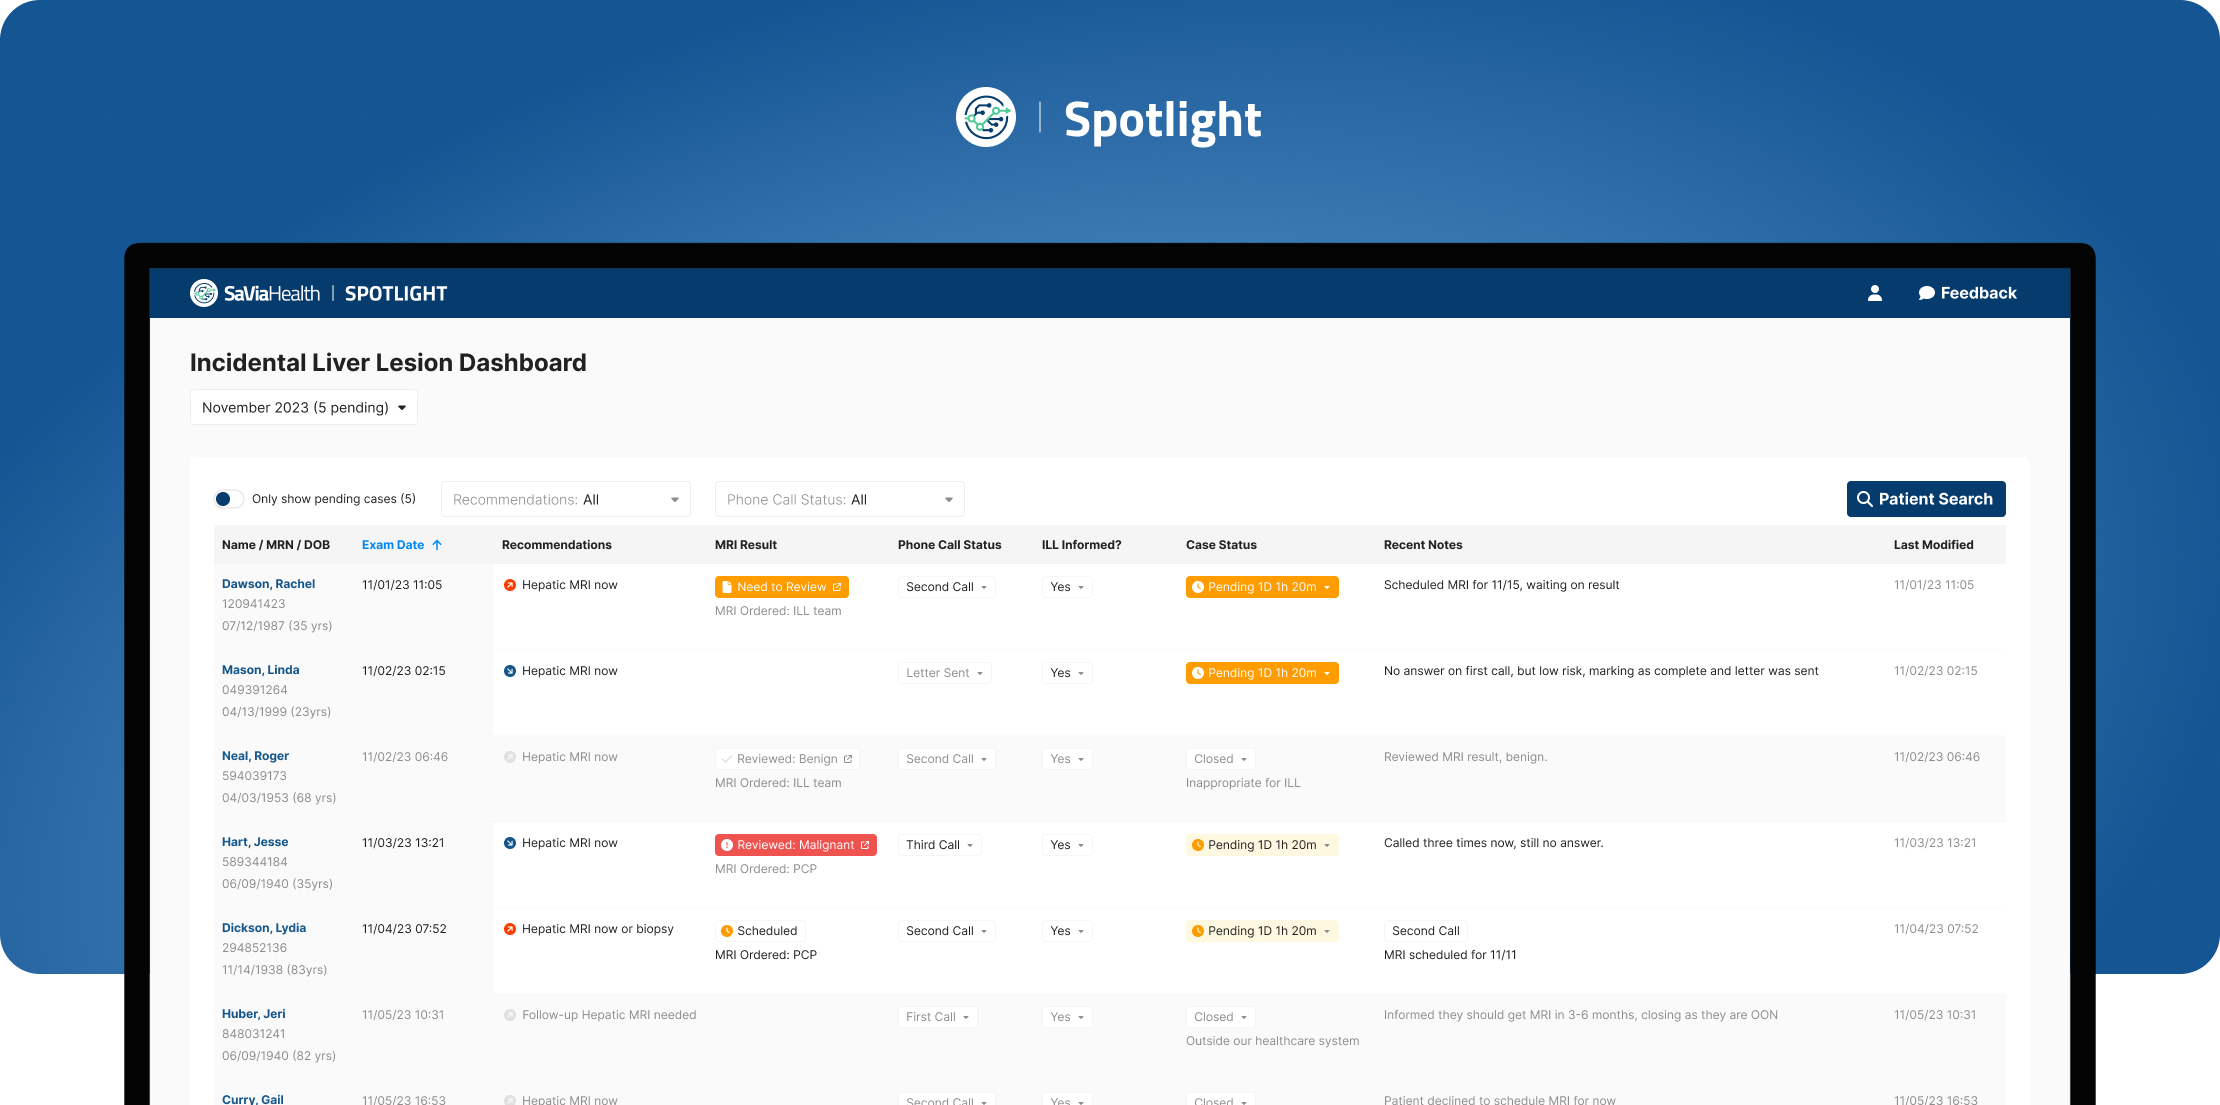 Spotlight
SaViaHealth | SPOTLIGHT
Feedback
Incidental Liver Lesion Dashboard
November 2023 (5 pending)
Only show pending cases (5)
Recommendations: All
Phone Call Status: All
Patient Search
Name / MRN / DOB Exam Date Recommendations MRI Result Phone Call Status ILL Informed? Case Status Recent Notes Last Modified
Dawson, Rachel 11/01/23 11:05 Hepatic MRI now Need to Review Second Call Yes Pending 1D 1h 20m Scheduled MRI for 11/15, waiting on result 11/01/23 11:05
120941423 MRI Ordered: ILL team
07/12/1987 (35 yrs)
Mason, Linda 11/02/23 02:15 Hepatic MRI now Letter Sent Yes Pending 1D 1h 20m No answer on first call, but low risk, marking as complete and letter was sent 11/02/23 02:15
049391264
04/13/1999 (23yrs)
Neal, Roger 11/02/23 06:46 Hepatic MRI now Reviewed: Benign Second Call Yes Closed Reviewed MRI result, benign. 11/02/23 06:46
594039173 MRI Ordered: ILL team Inappropriate for ILL
04/03/1953 (68 yrs)
Hart, Jesse 11/03/23 13:21 Hepatic MRI now Reviewed: Malignant Third Call Yes Pending 1D 1h 20m Called three times now, still no answer. 11/03/23 13:21
589344184 MRI Ordered: PCP
06/09/1940 (35yrs)
Dickson, Lydia 11/04/23 07:52 Hepatic MRI now or biopsy Scheduled Second Call Yes Pending 1D 1h 20m Second Call 11/04/23 07:52
294852136 MRI Ordered: PCP MRI scheduled for 11/11
11/14/1938 (83yrs)
Huber, Jeri 11/05/23 10:31 Follow-up Hepatic MRI needed First Call Yes Closed Informed they should get MRI in 3-6 months, closing as they are OON 11/05/23 10:31
848031241 Outside our healthcare system
06/09/1940 (82 yrs)
Curry, Gail 11/05/23 16:53 Hepatic MRI now Second Call Yes Closed Patient declined to schedule MRI for now 11/05/23 16:53